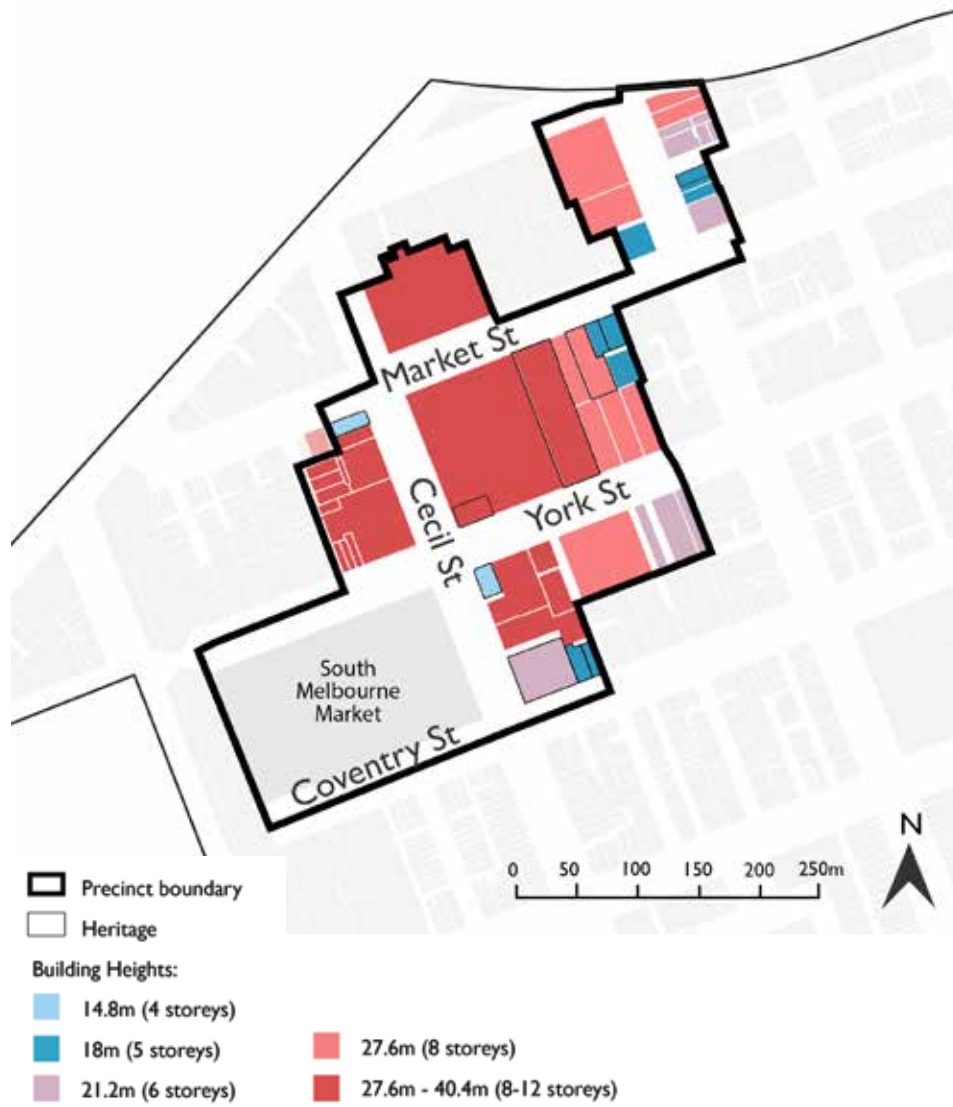 Market St
Cecil St
York St
South
Melbourne
Market
Coventry St
N
0 50 100 150 200 250m
Precinct boundary
Heritage
Building Heights:
14.8m (4 storeys)
18m (5 storeys)
21.2m (6 storeys)
27.6m (8 storeys)
27.6m - 40.4m (8-12 storeys)